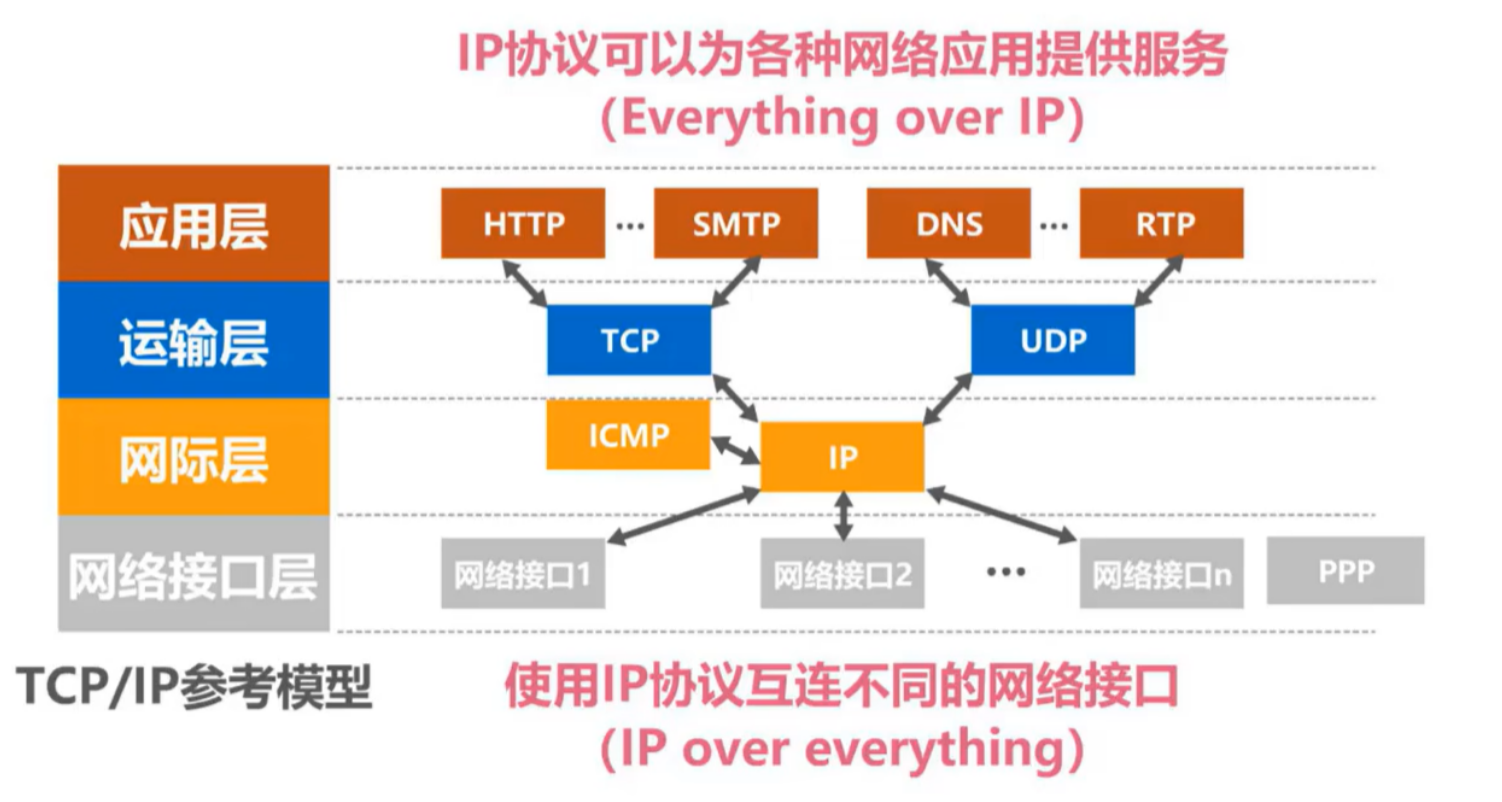 IP协议可以为各种网络应用提供服务
(Everything over IP)
应用层
HTTP ... SMTP DNS ... RTP
运输层
TCP UDP
网际层
ICMP IP
网络接口层
网络接口1 网络接口2 ... 网络接口n PPP
TCP/IP参考模型
使用IP协议互连不同的网络接口
(IP over everything)